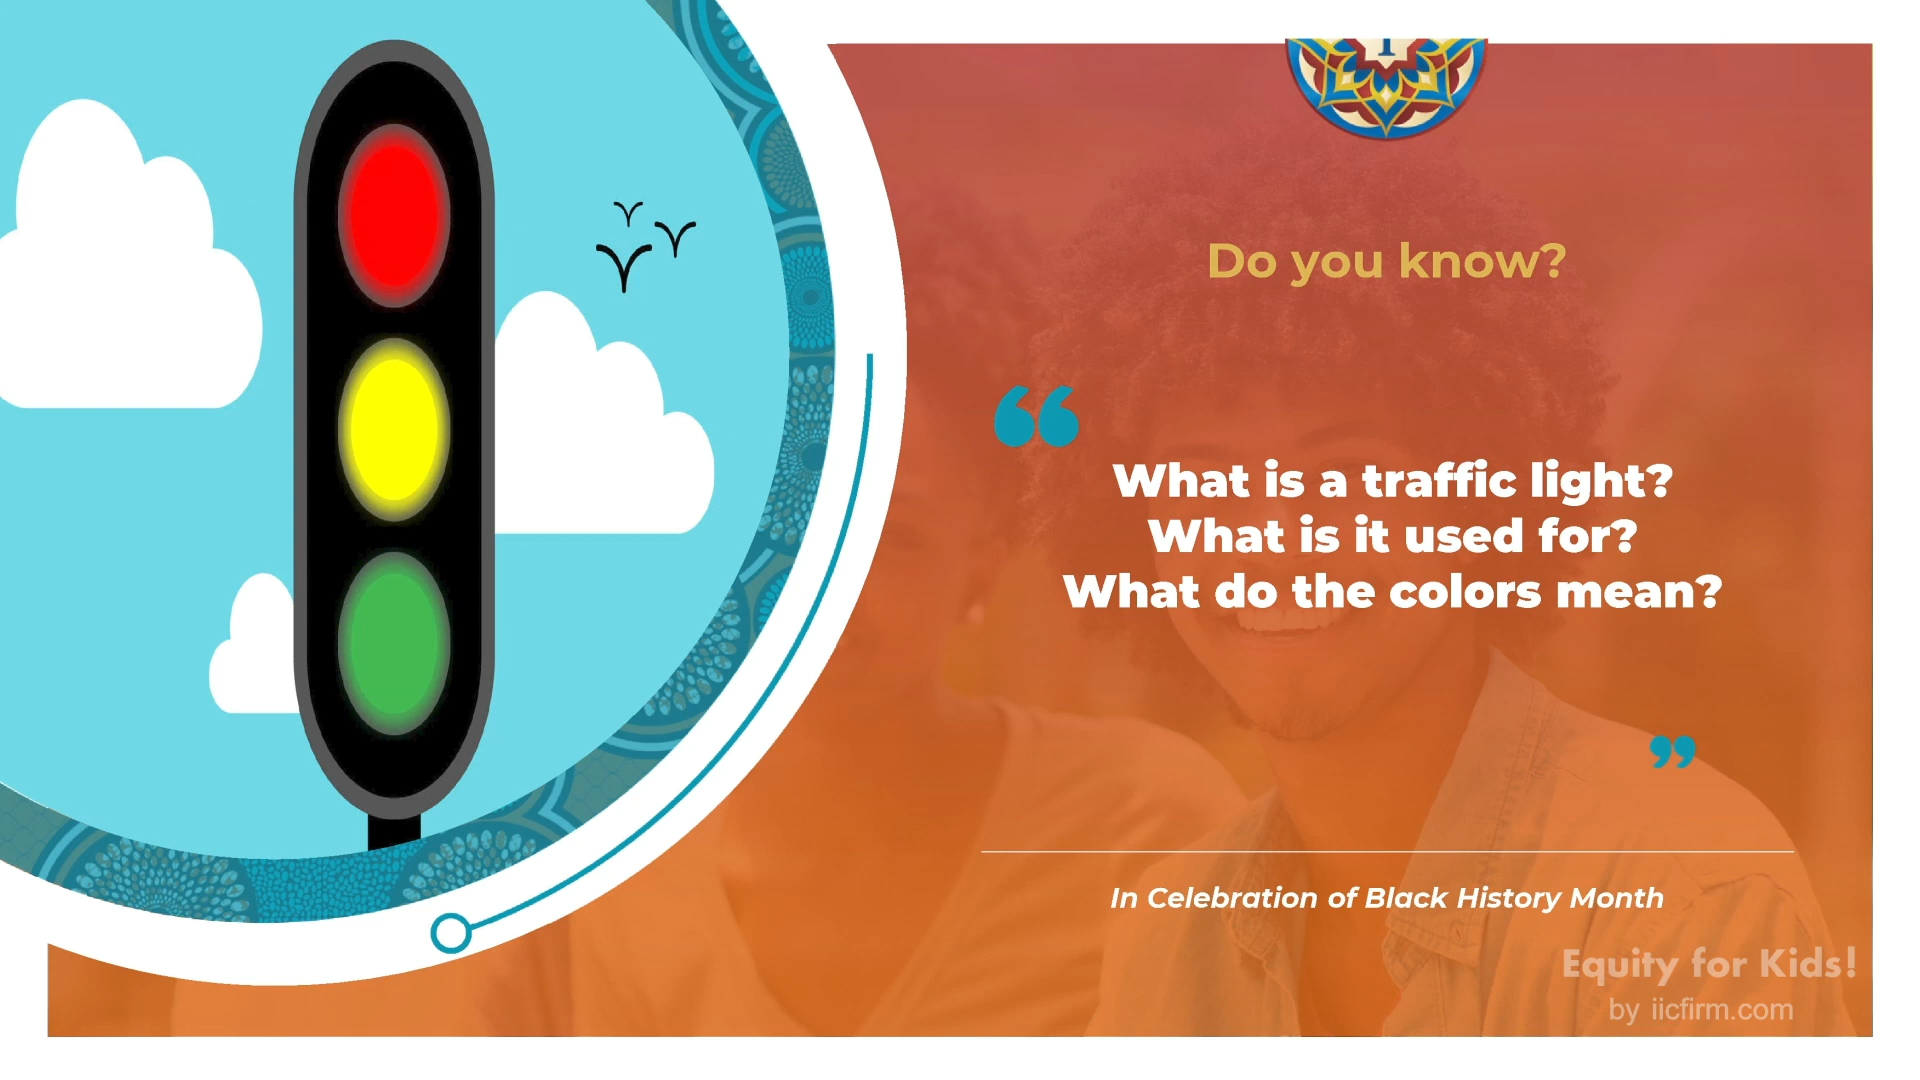 Do you know?
“
What is a traffic light?
What is it used for?
What do the colors mean?
”
In Celebration of Black History Month
Equity for Kids!
by iicfirm.com